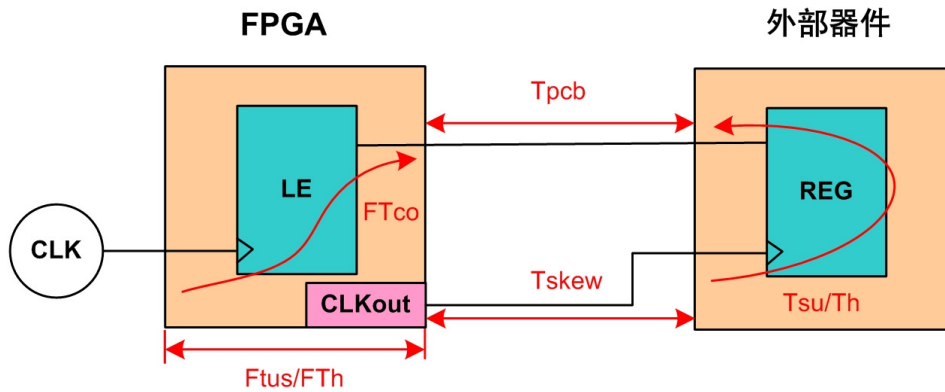 FPGA
外部器件
Tpcb
LE
REG
FTco
CLK
Tskew
CLKout
Tsu/Th
Ftus/FTh